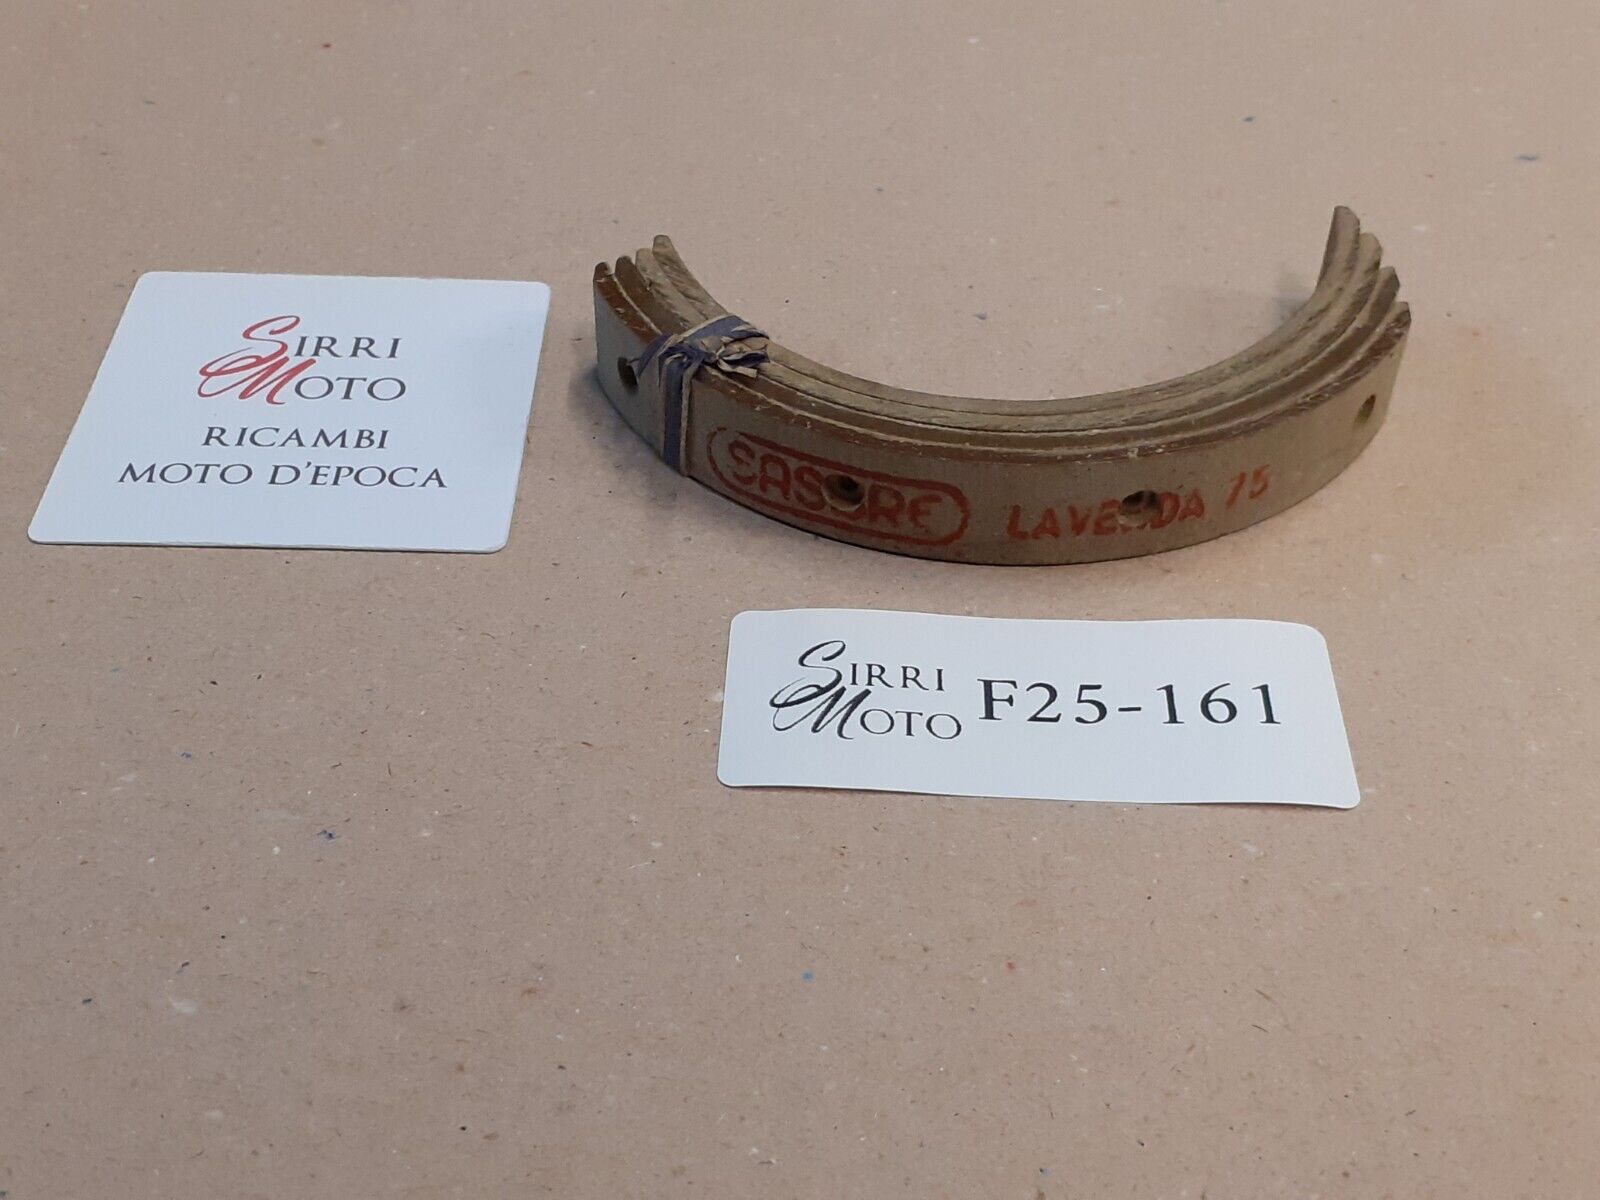 SIRRI
MOTO
RICAMBI
MOTO D'EPOCA
LAVERDA 75
SIRRI
MOTO
F25-161